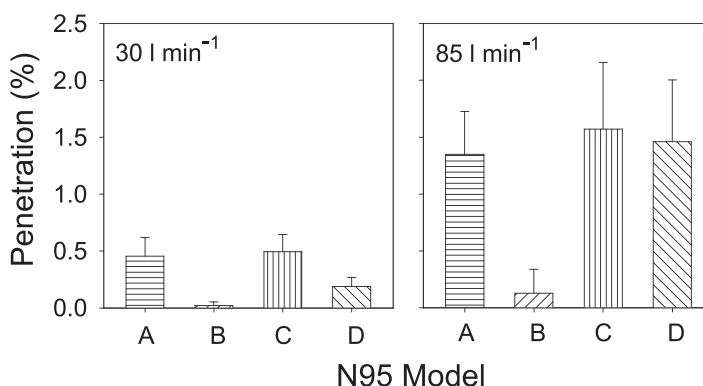 Penetration (%)
2.5
2.0
1.5
1.0
0.5
0.0
30 l min⁻¹
85 l min⁻¹
A B C D
A B C D
N95 Model